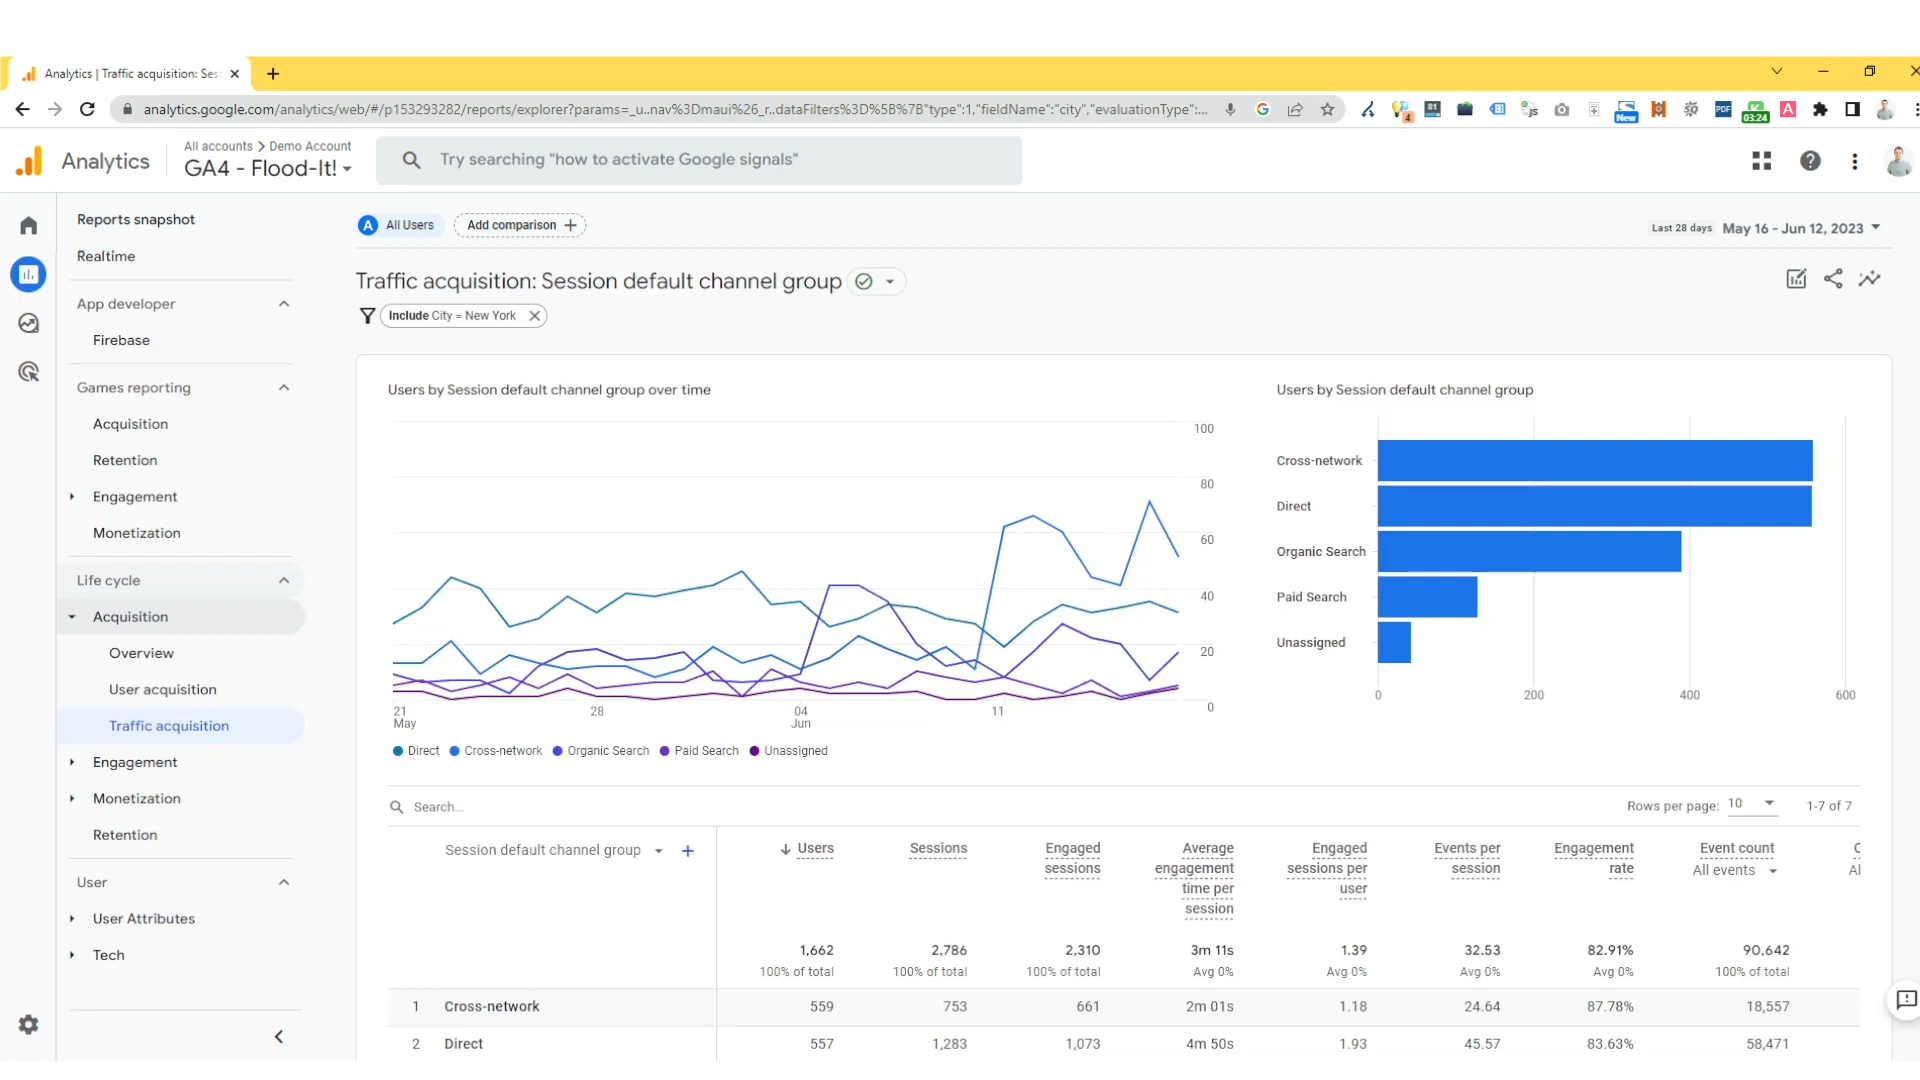 Analytics | Traffic acquisition: Ses
analytics.google.com/analytics/web/#/p153293282/reports/explorer?params=_u..nav%3Dmaui%26_r..dataFilters%3D%5B%7B"type":1,"fieldName":"city","evaluationType":...
4
81
JS
New
PDF
03:24
A
Analytics
All accounts > Demo Account
GA4 - Flood-It!
Try searching "how to activate Google signals"
Reports snapshot
Realtime
App developer
Firebase
Games reporting
Acquisition
Retention
Engagement
Monetization
Life cycle
Acquisition
Overview
User acquisition
Traffic acquisition
Engagement
Monetization
Retention
User
User Attributes
Tech
A All Users
Add comparison +
Last 28 days May 16 - Jun 12, 2023
Traffic acquisition: Session default channel group
Include City = New York
Users by Session default channel group over time
100
80
60
40
20
0
21 May
28
04 Jun
11
Direct Cross-network Organic Search Paid Search Unassigned
Users by Session default channel group
Cross-network
Direct
Organic Search
Paid Search
Unassigned
0 200 400 600
Search...
Rows per page: 10 1-7 of 7
Session default channel group +
Users
Sessions
Engaged sessions
Average engagement time per session
Engaged sessions per user
Events per session
Engagement rate
Event count
All events
C
Al
1,662 2,786 2,310 3m 11s 1.39 32.53 82.91% 90,642
100% of total 100% of total 100% of total Avg 0% Avg 0% Avg 0% Avg 0% 100% of total
1 Cross-network 559 753 661 2m 01s 1.18 24.64 87.78% 18,557
2 Direct 557 1,283 1,073 4m 50s 1.93 45.57 83.63% 58,471